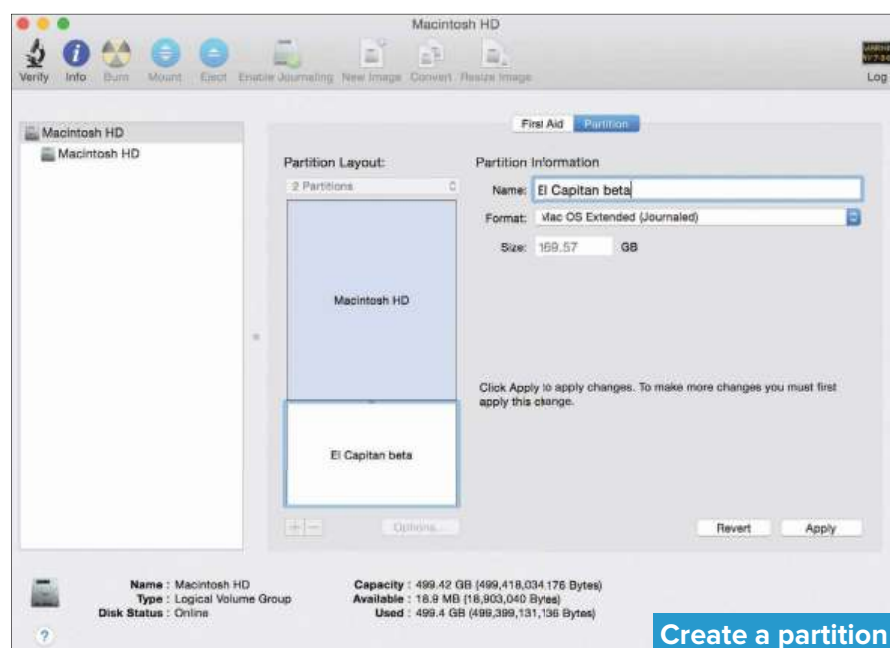 Macintosh HD
Verify Info Burn Mount Eject Enable Journaling New Image Convert Resize Image Log
First Aid Partition
Macintosh HD
Macintosh HD
Partition Layout:
2 Partitions
Macintosh HD
El Capitan beta
+ −
Options...
Partition Information
Name: El Capitan beta
Format: Mac OS Extended (Journaled)
Size: 169.57 GB
Click Apply to apply changes. To make more changes you must first
apply this change.
Revert Apply
Name : Macintosh HD
Type : Logical Volume Group
Disk Status : Online
Capacity : 499.42 GB (499,418,034,176 Bytes)
Available : 18.9 MB (18,903,040 Bytes)
Used : 499.4 GB (499,399,131,136 Bytes)
?
Create a partition